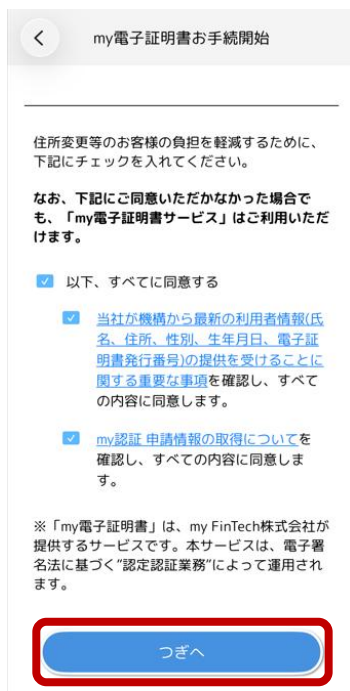 my電子証明書お手続開始
住所変更等のお客様の負担を軽減するために、
下記にチェックを入れてください。
なお、下記にご同意いただかなかった場合で
も、「my電子証明書サービス」はご利用いただ
けます。
以下、すべてに同意する
当社が機構から最新の利用者情報(氏
名、住所、性別、生年月日、電子証
明書発行番号)の提供を受けることに
関する重要な事項を確認し、すべて
の内容に同意します。
my認証 申請情報の取得についてを
確認し、すべての内容に同意しま
す。
※「my電子証明書」は、my FinTech株式会社が
提供するサービスです。本サービスは、電子署
名法に基づく"認定認証業務"によって運用され
ます。
つぎへ